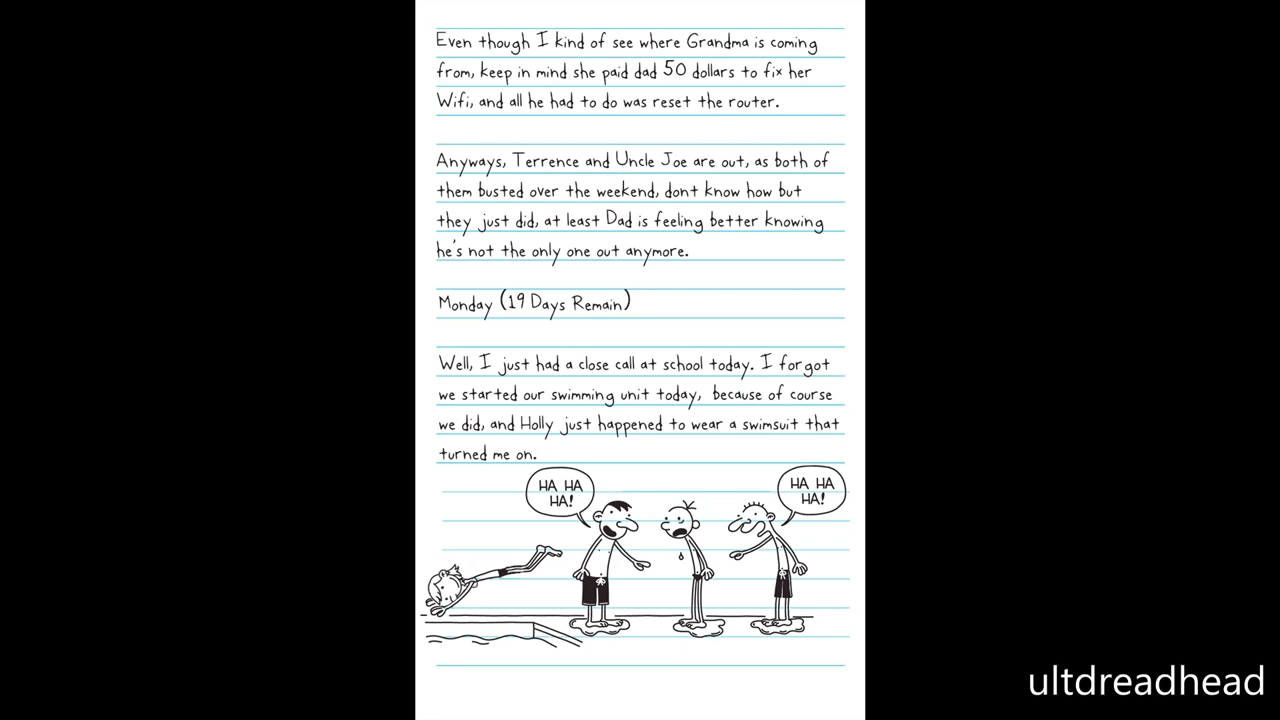 Even though I kind of see where Grandma is coming
from, keep in mind she paid dad 50 dollars to fix her
Wifi, and all he had to do was reset the router.
Anyways, Terrence and Uncle Joe are out, as both of
them busted over the weekend, dont know how but
they just did, at least Dad is feeling better knowing
he's not the only one out anymore.
Monday (19 Days Remain)
Well, I just had a close call at school today. I forgot
we started our swimming unit today, because of course
we did, and Holly just happened to wear a swimsuit that
turned me on.
HA HA
HA!
HA HA
HA!
ultdreadhead